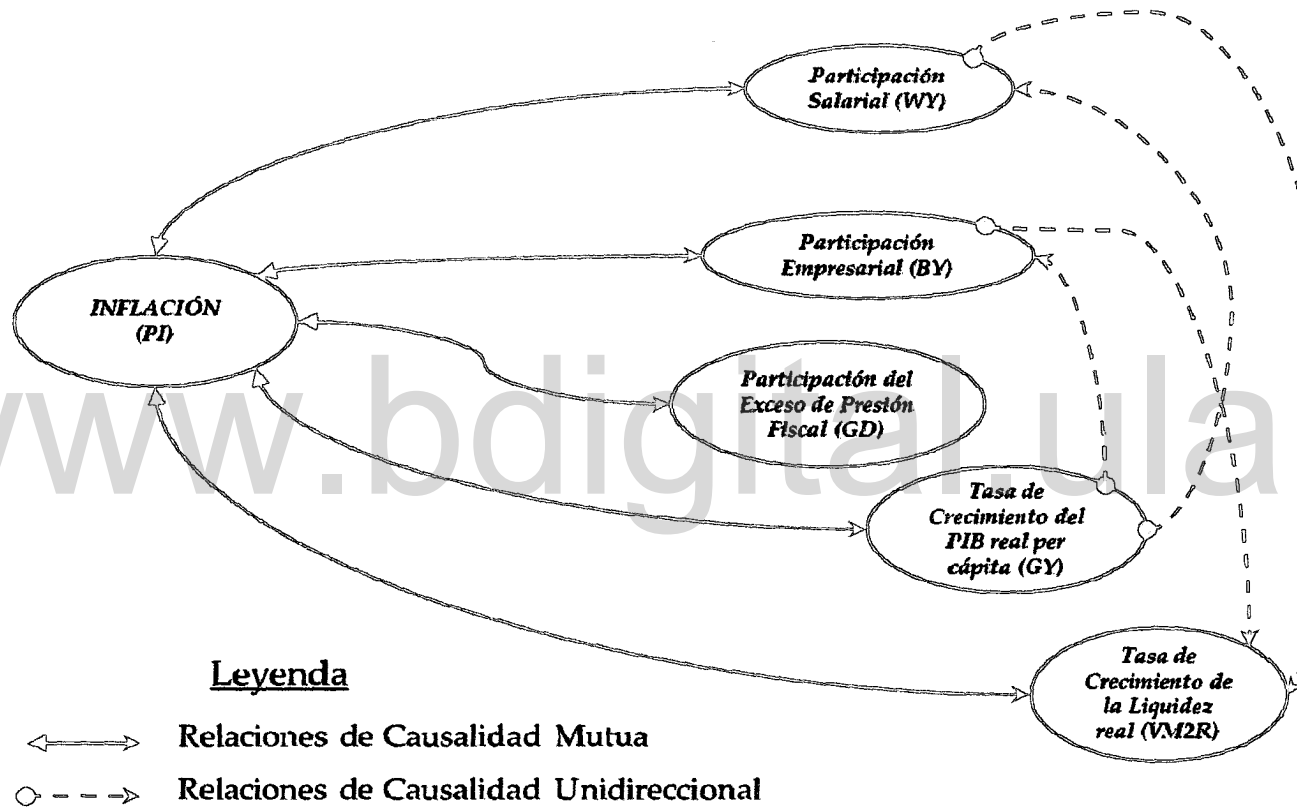 Participación
Salarial (WY)
Participación
Empresarial (BY)
INFLACIÓN
(PI)
Participación del
Exceso de Presión
Fiscal (GD)
www.bdigital.ula
Tasa de
Crecimiento del
PIB real per
cápita (GY)
Tasa de
Crecimiento de
la Liquidez
real (VM2R)
Leyenda
Relaciones de Causalidad Mutua
Relaciones de Causalidad Unidireccional